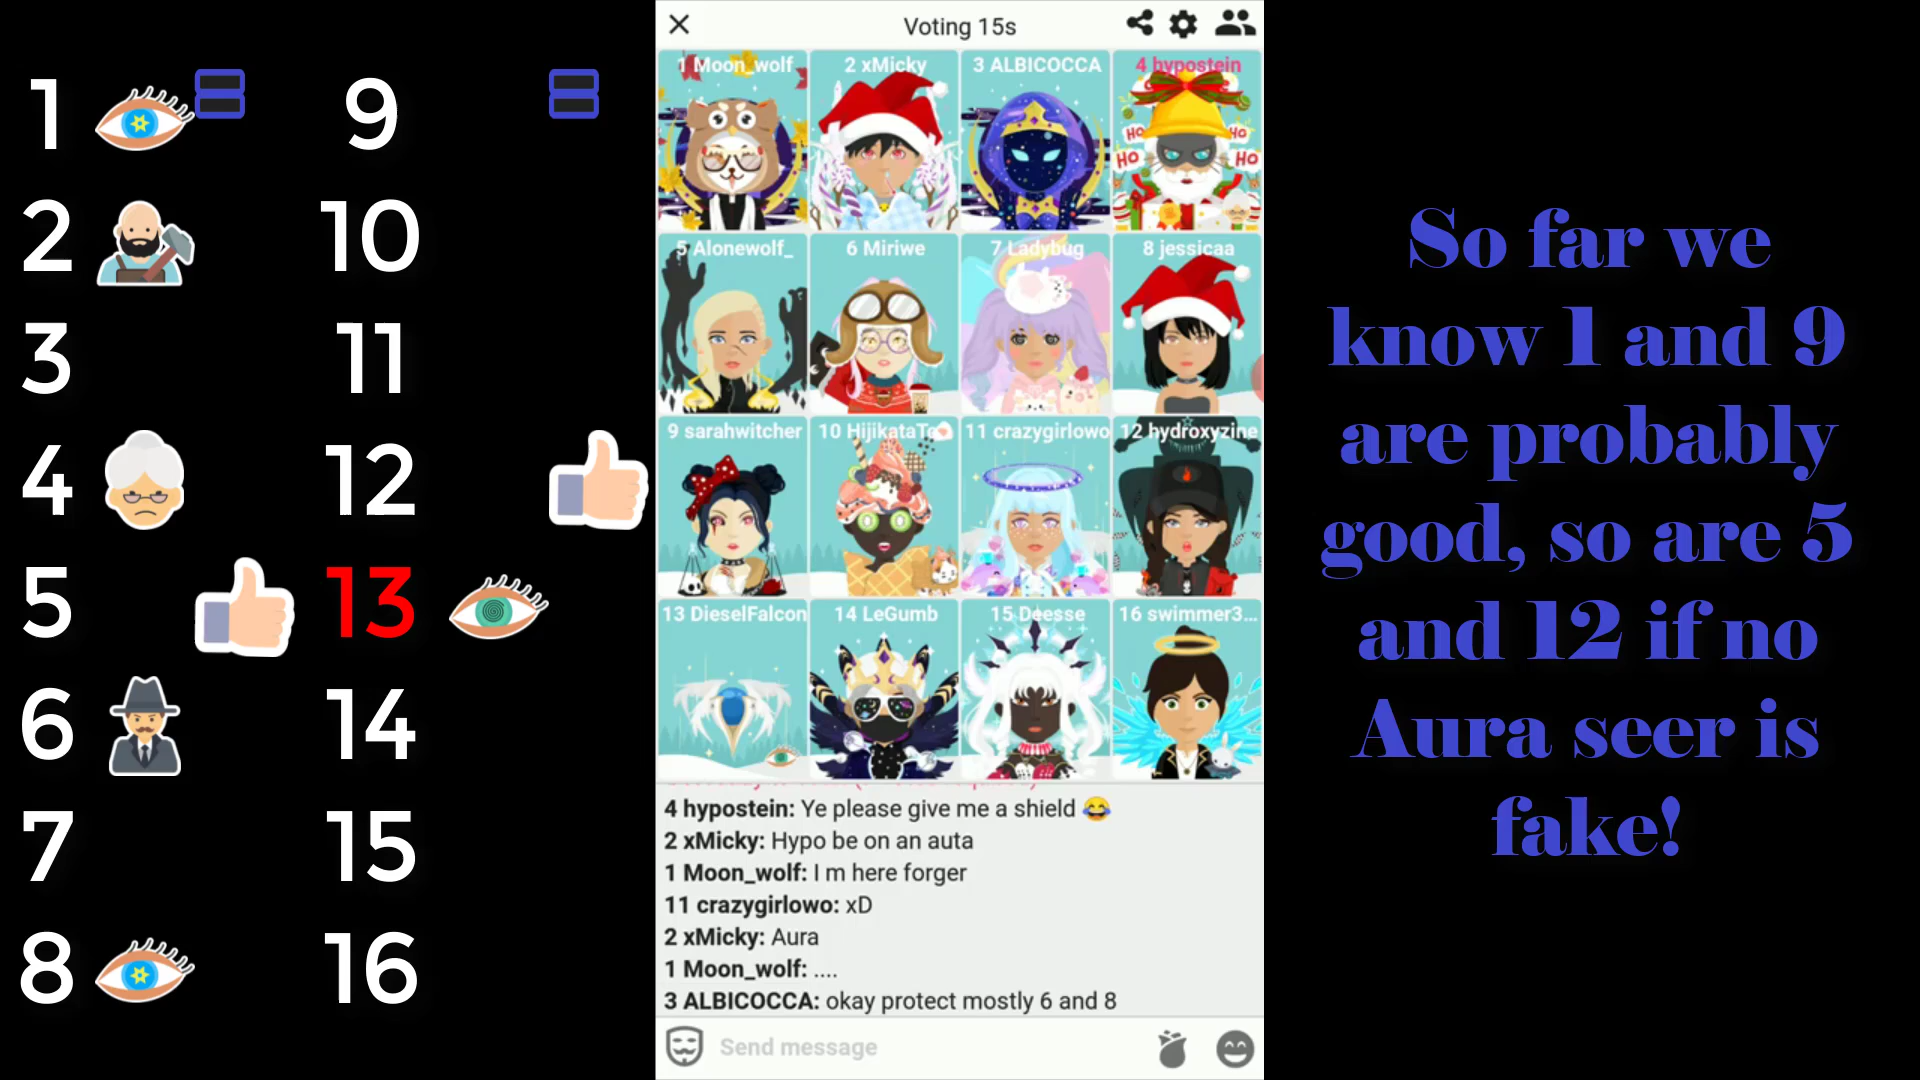 1
2
3
4
5
6
7
8
9
10
11
12
13
14
15
16
Voting 15s
1 Moon_wolf
2 xMicky
3 ALBICOCCA
4 hypostein
HO
HO
HO
HO
5 Alonewolf_
6 Miriwe
7 Ladybug
8 jessicaa
9 sarahwitcher
10 HijikataTo
11 crazygirlowo
12 hydroxyzine
13 DieselFalcon
14 LeGumb
15 Deesse
16 swimmer3...
4 hypostein: Ye please give me a shield 😂
2 xMicky: Hypo be on an auta
1 Moon_wolf: I m here forger
11 crazygirlowo: xD
2 xMicky: Aura
1 Moon_wolf: ....
3 ALBICOCCA: okay protect mostly 6 and 8
Send message
So far we
know 1 and 9
are probably
good, so are 5
and 12 if no
Aura seer is
fake!